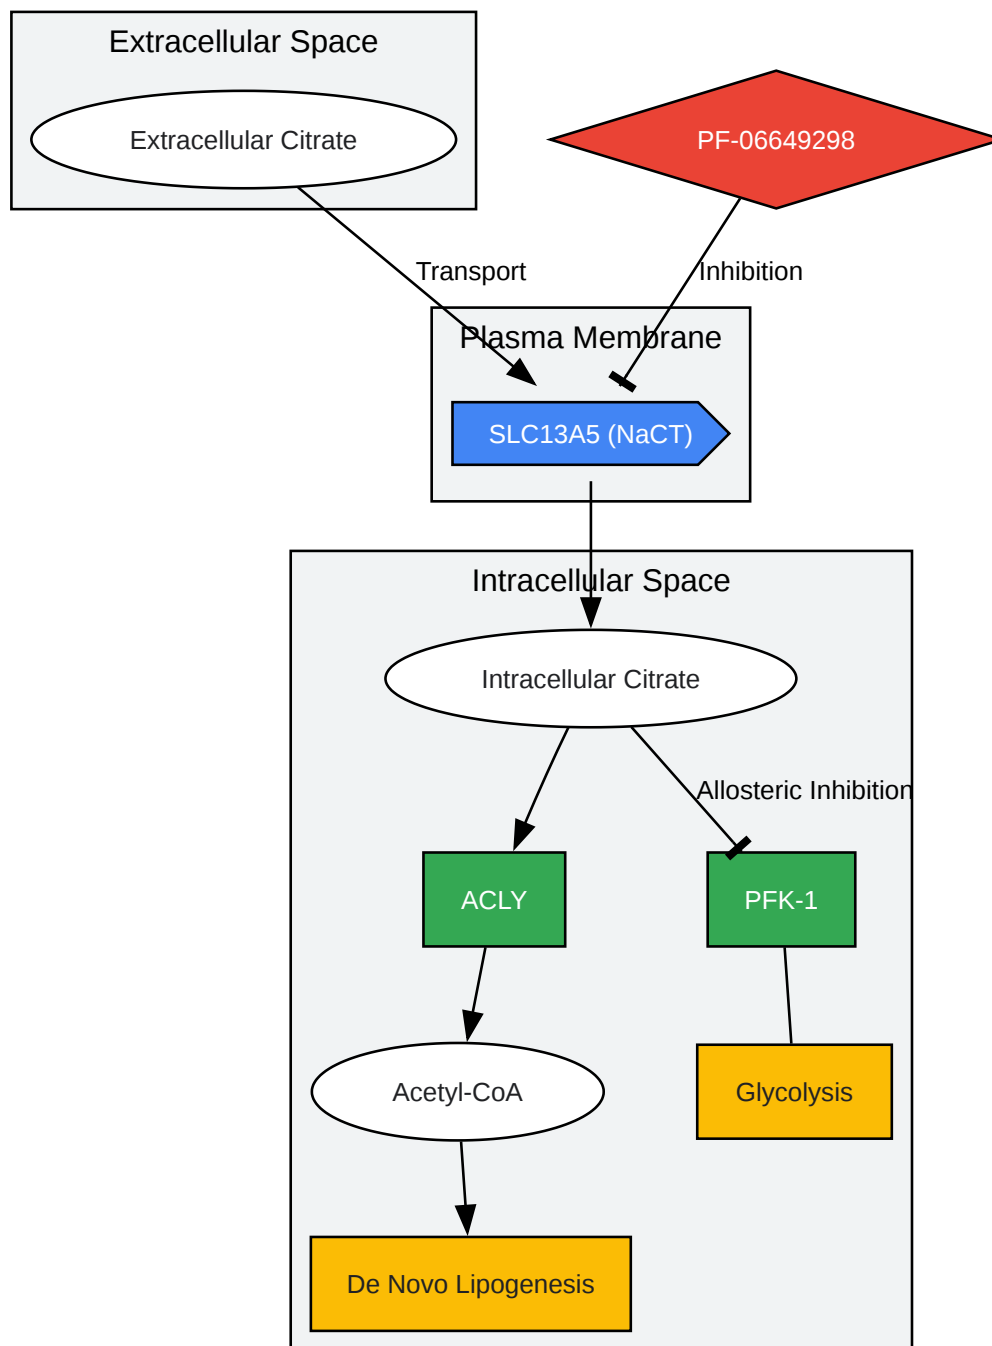 Extracellular Space
Extracellular Citrate
PF-06649298
Transport
Inhibition
Plasma Membrane
SLC13A5 (NaCT)
Intracellular Space
Intracellular Citrate
Allosteric Inhibition
ACLY
PFK-1
Acetyl-CoA
Glycolysis
De Novo Lipogenesis